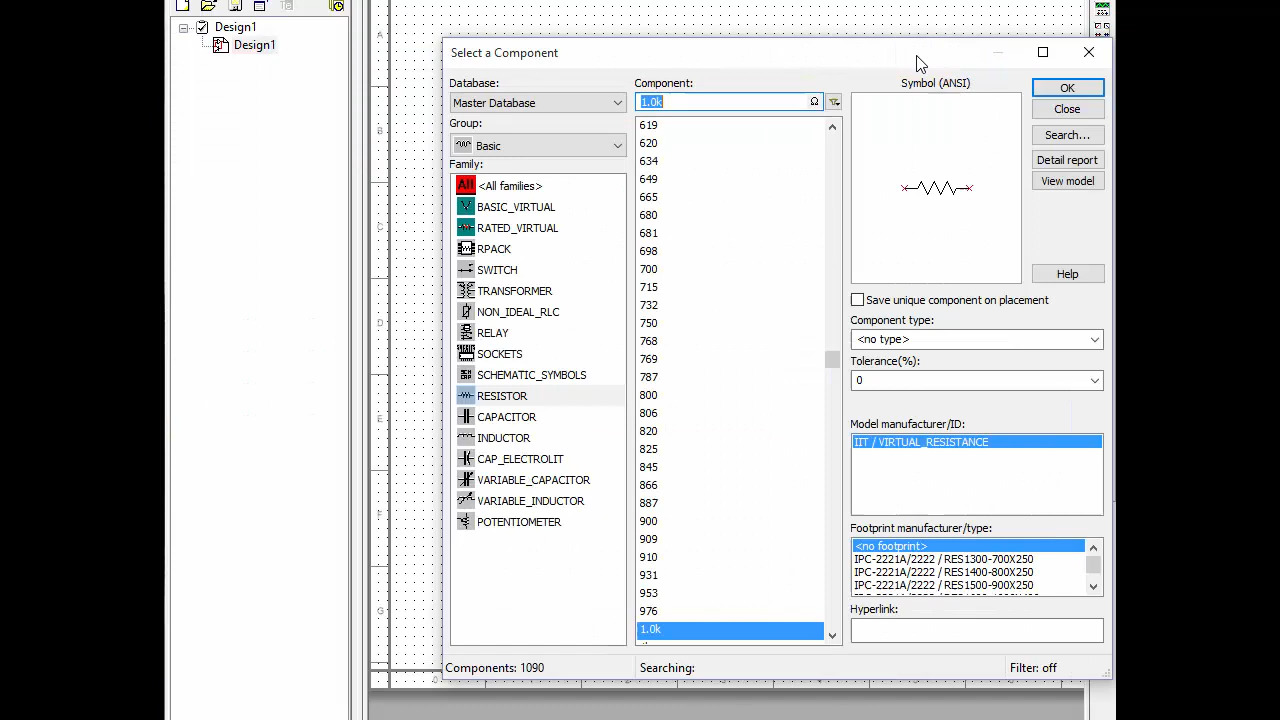 Design1
Design1
A
B
C
D
E
F
G
Select a Component
Database:
Master Database
Group:
Basic
Family:
All <All families>
BASIC_VIRTUAL
RATED_VIRTUAL
RPACK
SWITCH
TRANSFORMER
NON_IDEAL_RLC
RELAY
SOCKETS
SCHEMATIC_SYMBOLS
RESISTOR
CAPACITOR
INDUCTOR
CAP_ELECTROLIT
VARIABLE_CAPACITOR
VARIABLE_INDUCTOR
POTENTIOMETER
Component:
1.0k Ω
619
620
634
649
665
680
681
698
700
715
732
750
768
769
787
800
806
820
825
845
866
887
900
909
910
931
953
976
1.0k
Symbol (ANSI)
OK
Close
Search...
Detail report
View model
Help
Save unique component on placement
Component type:
<no type>
Tolerance(%):
0
Model manufacturer/ID:
IIT / VIRTUAL_RESISTANCE
Footprint manufacturer/type:
<no footprint>
IPC-2221A/2222 / RES1300-700X250
IPC-2221A/2222 / RES1400-800X250
IPC-2221A/2222 / RES1500-900X250
Hyperlink:
Components: 1090
Searching:
Filter: off